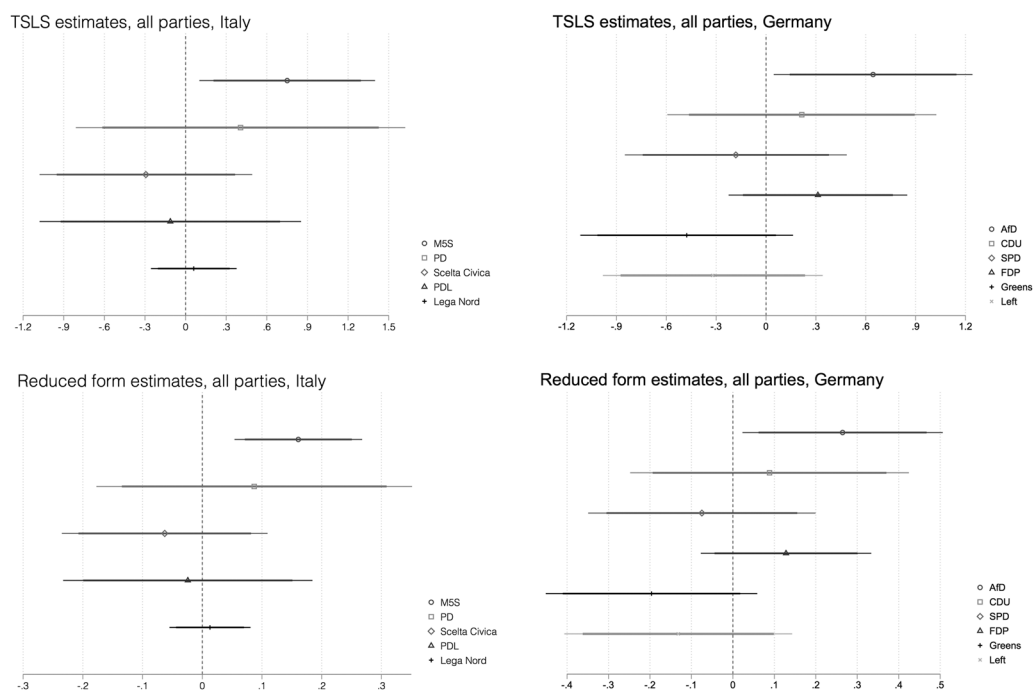 TSLS estimates, all parties, Italy
M5S
PD
Scelta Civica
PDL
Lega Nord
-1.2 -.9 -.6 -.3 0 .3 .6 .9 1.2 1.5
TSLS estimates, all parties, Germany
AfD
CDU
SPD
FDP
Greens
Left
-1.2 -.9 -.6 -.3 0 .3 .6 .9 1.2
Reduced form estimates, all parties, Italy
M5S
PD
Scelta Civica
PDL
Lega Nord
-.3 -.2 -.1 0 .1 .2 .3
Reduced form estimates, all parties, Germany
AfD
CDU
SPD
FDP
Greens
Left
-.4 -.3 -.2 -.1 0 .1 .2 .3 .4 .5